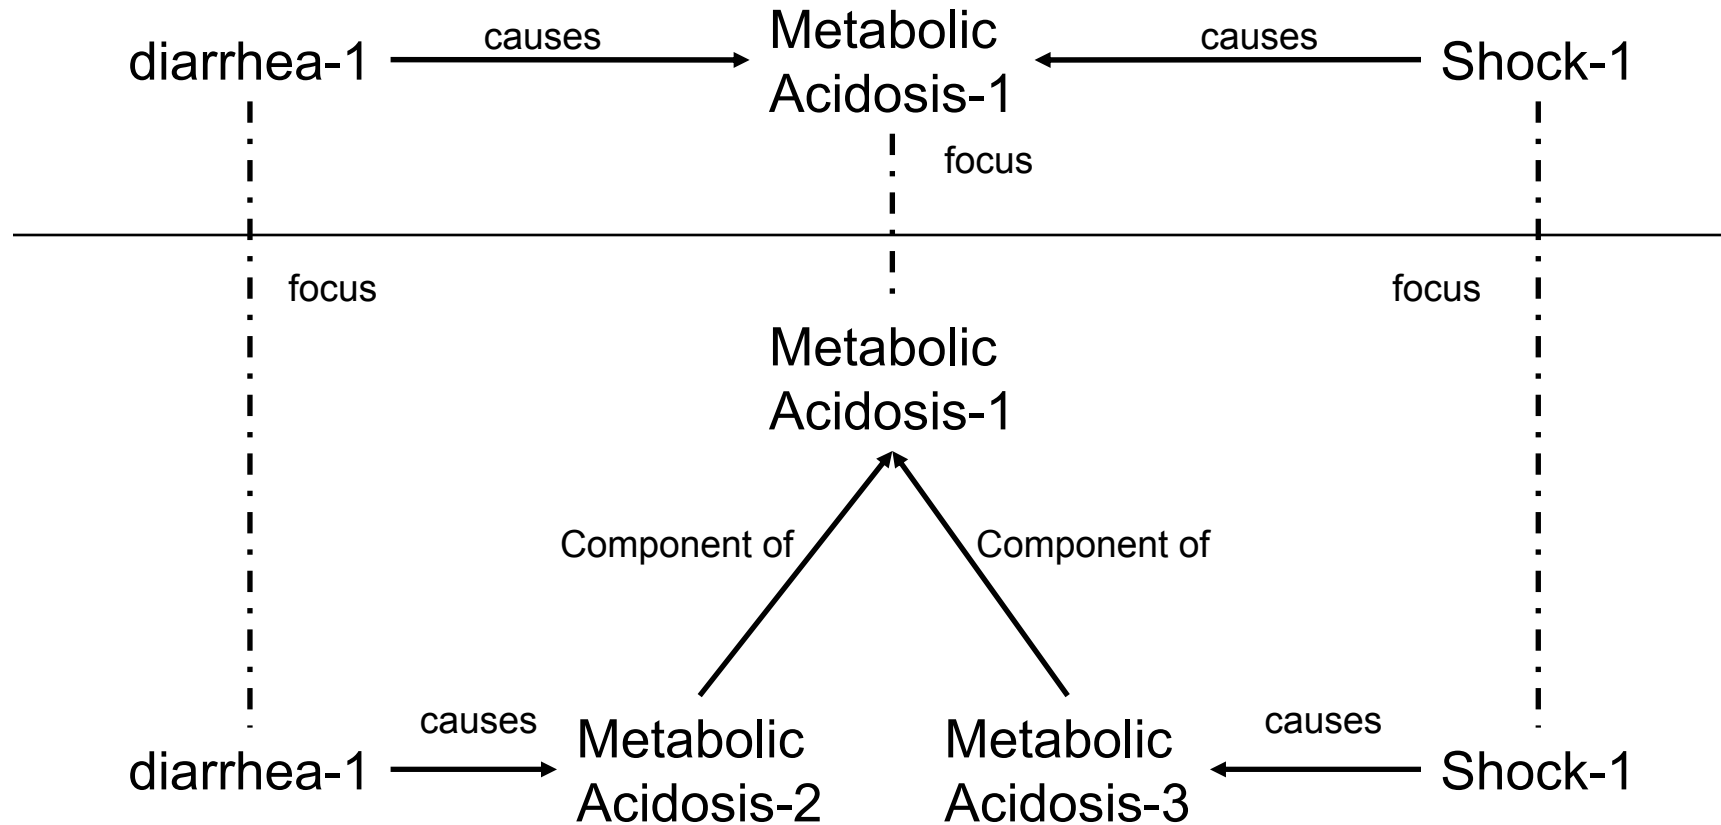 diarrhea-1
causes
Metabolic
Acidosis-1
causes
Shock-1
focus
focus
focus
Metabolic
Acidosis-1
Component of
Component of
diarrhea-1
causes
Metabolic
Acidosis-2
Metabolic
Acidosis-3
causes
Shock-1